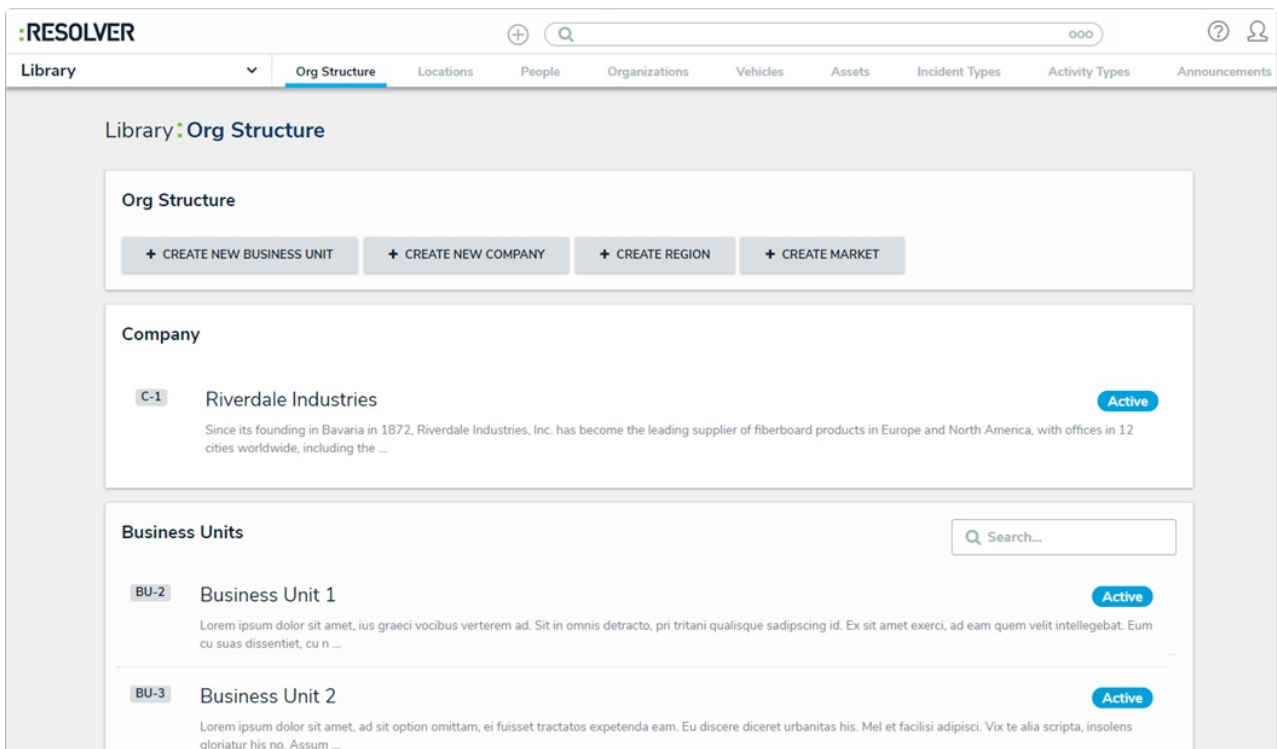 :RESOLVER
ooo
Library
Org Structure
Locations
People
Organizations
Vehicles
Assets
Incident Types
Activity Types
Announcements
Library:Org Structure
Org Structure
+ CREATE NEW BUSINESS UNIT
+ CREATE NEW COMPANY
+ CREATE REGION
+ CREATE MARKET
Company
C-1
Riverdale Industries
Active
Since its founding in Bavaria in 1872, Riverdale Industries, Inc. has become the leading supplier of fiberboard products in Europe and North America, with offices in 12
cities worldwide, including the ...
Business Units
Search...
BU-2
Business Unit 1
Active
Lorem ipsum dolor sit amet, ius graeci vocibus verterem ad. Sit in omnis detracto, pri tritani qualisque sadipscing id. Ex sit amet exerci, ad eam quem velit intellegebat. Eum
cu suas dissentiet, cu n ...
BU-3
Business Unit 2
Active
Lorem ipsum dolor sit amet, ad sit option omittam, ei fuisset tractatos expetenda eam. Eu discere diceret urbanitas his. Mel et facilisi adipisci. Vix te alia scripta, insolens
gloriatur his no. Assum ...